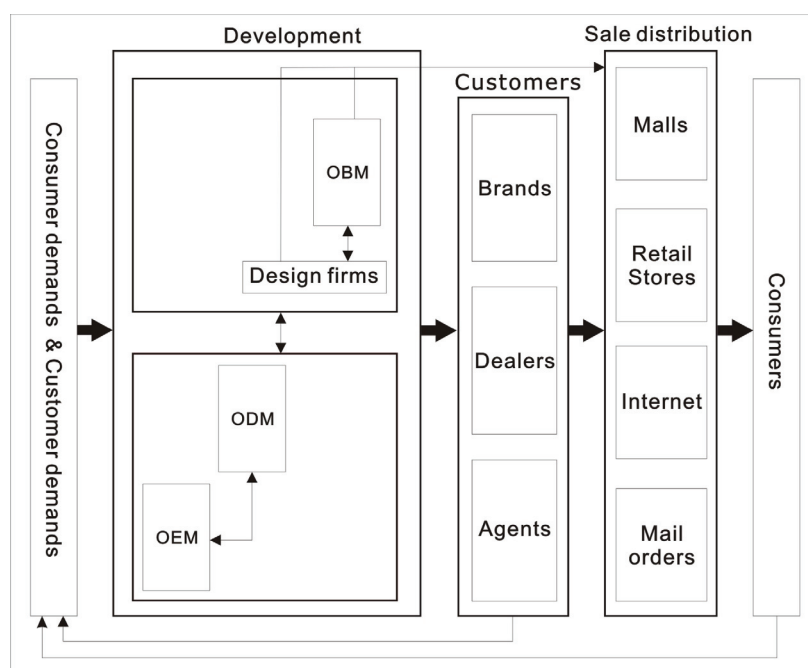 Development
Sale distribution
Customers
Consumer demands & Customer demands
OBM
Design firms
ODM
OEM
Brands
Dealers
Agents
Malls
Retail
Stores
Internet
Mail
orders
Consumers